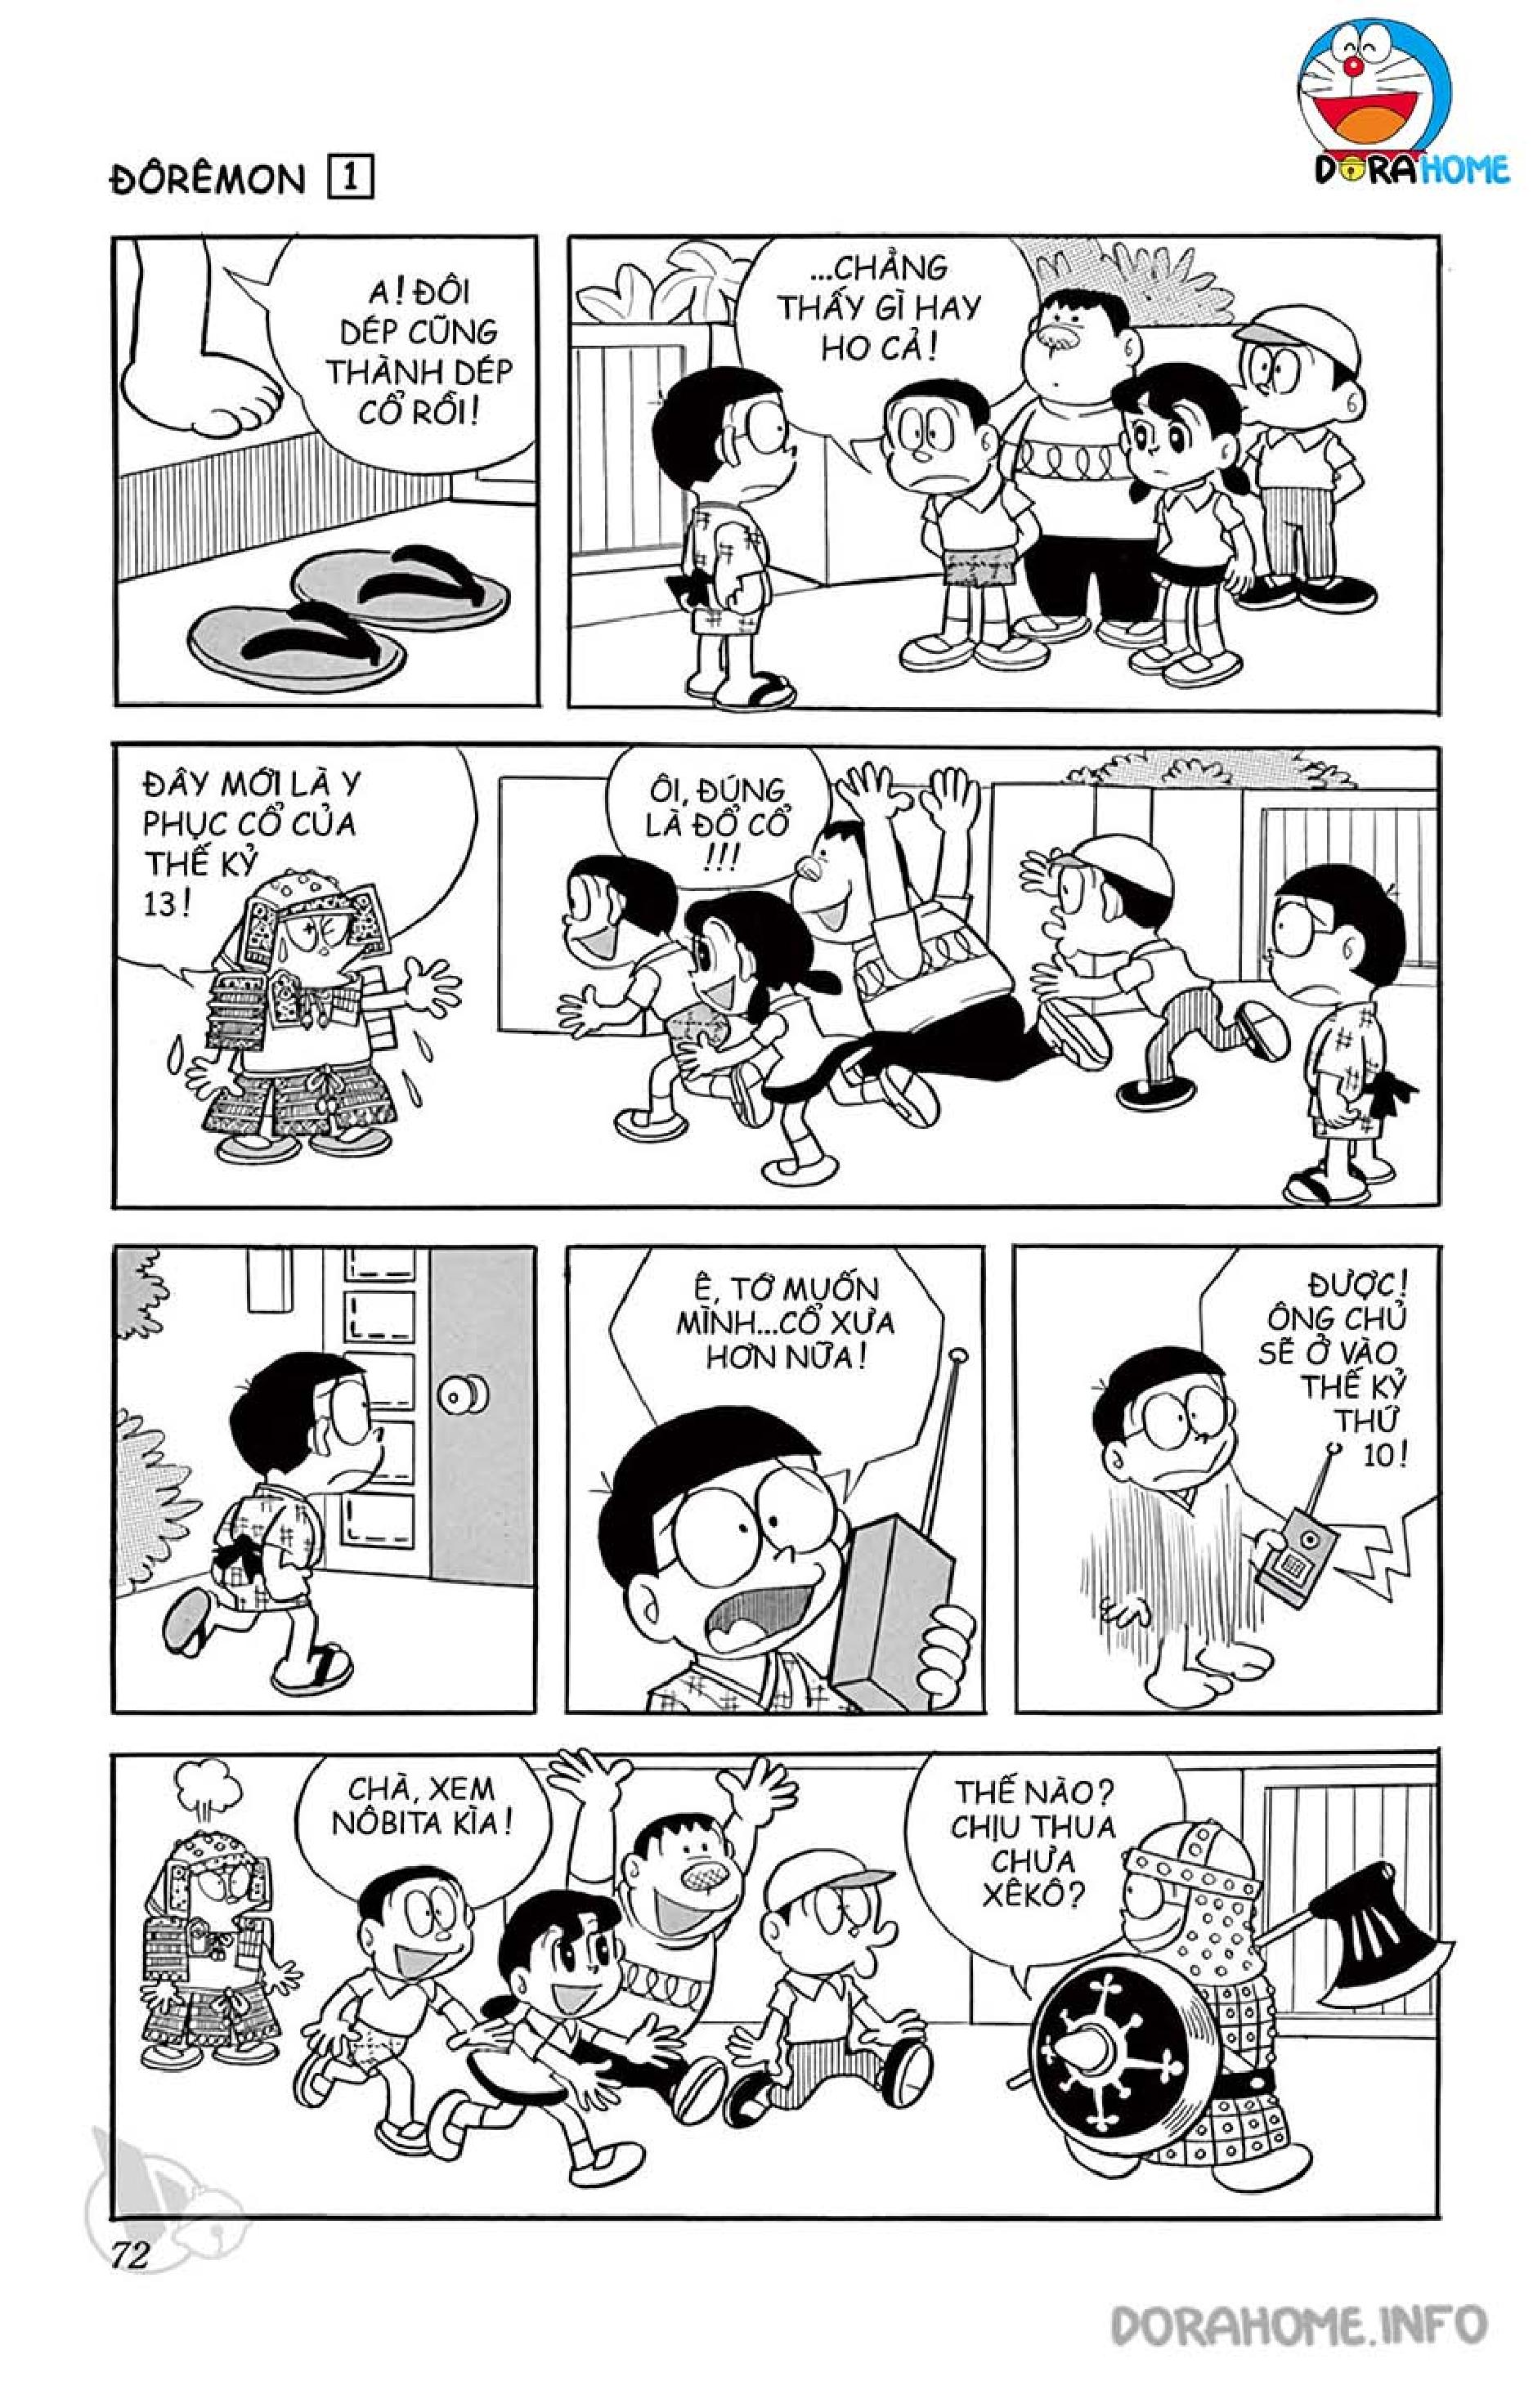 DORAHOME
ĐÔRÊMON 1
A! ĐÔI
DÉP CŨNG
THÀNH DÉP
CỔ RỒI!
...CHẲNG
THẤY GÌ HAY
HO CẢ!
ĐÂY MỚI LÀ Y
PHỤC CỔ CỦA
THẾ KỶ
13!
ÔI, ĐÚNG
LÀ ĐỔ CỔ
!!!
Ê, TỚ MUỐN
MÌNH...CỔ XƯA
HƠN NỮA!
ĐƯỢC!
ÔNG CHỦ
SẼ Ở VÀO
THẾ KỶ
THỨ
10!
CHÀ, XEM
NÔBITA KÌA!
THẾ NÀO?
CHỊU THUA
CHƯA
XÊKÔ?
72
DORAHOME.INFO